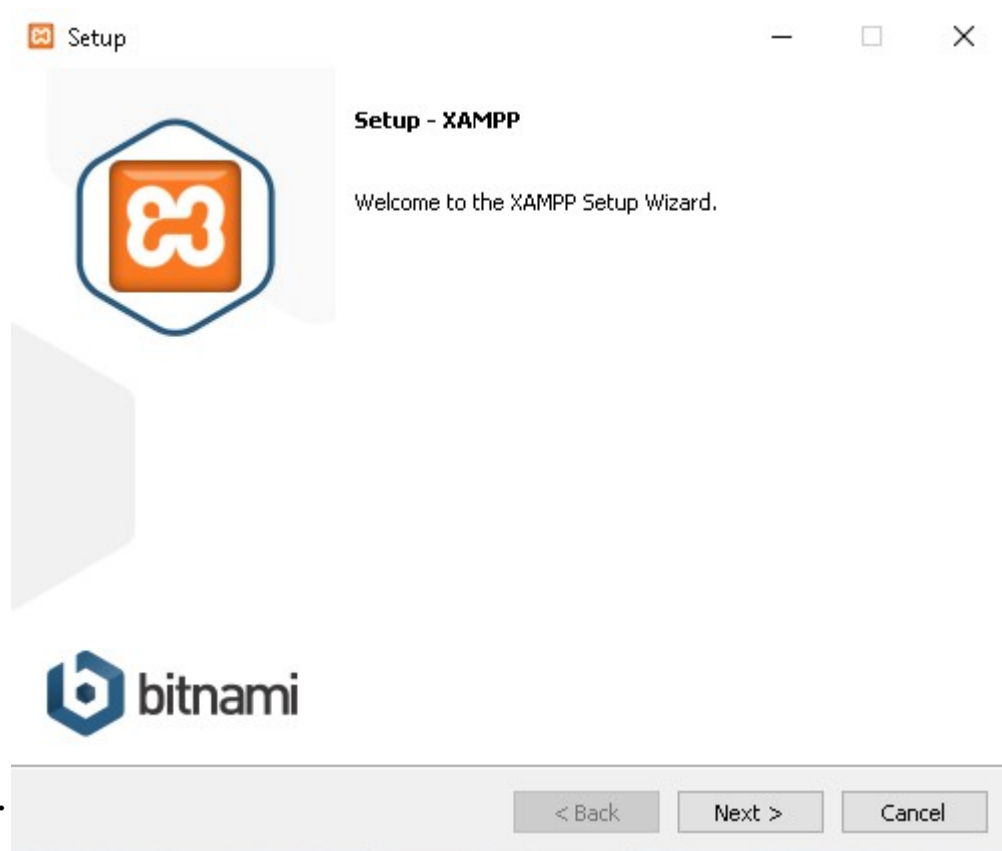 Setup
Setup - XAMPP
Welcome to the XAMPP Setup Wizard.
bitnami
< Back Next > Cancel